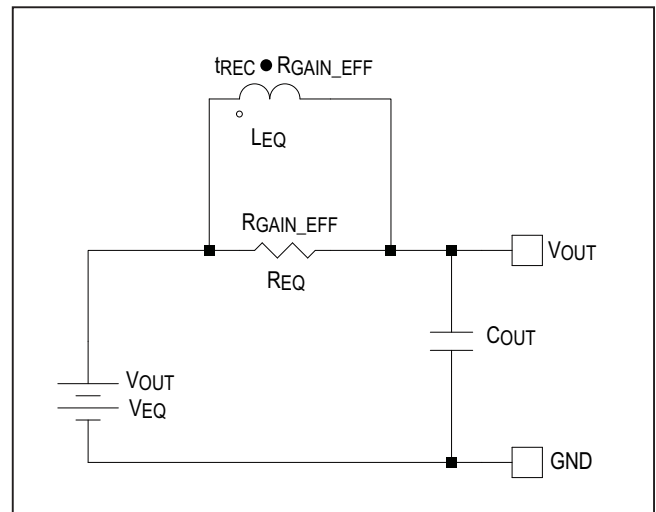 tREC ● RGAIN_EFF
LEQ
RGAIN_EFF
REQ
VOUT
COUT
VOUT
VEQ
GND